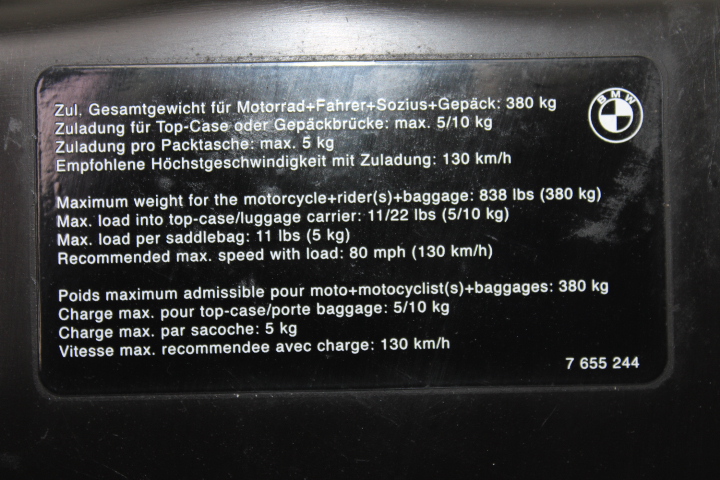 Zul. Gesamtgewicht für Motorrad+Fahrer+Sozius+Gepäck: 380 kg
Zuladung für Top-Case oder Gepäckbrücke: max. 5/10 kg
Zuladung pro Packtasche: max. 5 kg
Empfohlene Höchstgeschwindigkeit mit Zuladung: 130 km/h
BMW
Maximum weight for the motorcycle+rider(s)+baggage: 838 lbs (380 kg)
Max. load into top-case/luggage carrier: 11/22 lbs (5/10 kg)
Max. load per saddlebag: 11 lbs (5 kg)
Recommended max. speed with load: 80 mph (130 km/h)
Poids maximum admissible pour moto+motocyclist(s)+baggages: 380 kg
Charge max. pour top-case/porte baggage: 5/10 kg
Charge max. par sacoche: 5 kg
Vitesse max. recommendee avec charge: 130 km/h
7 655 244